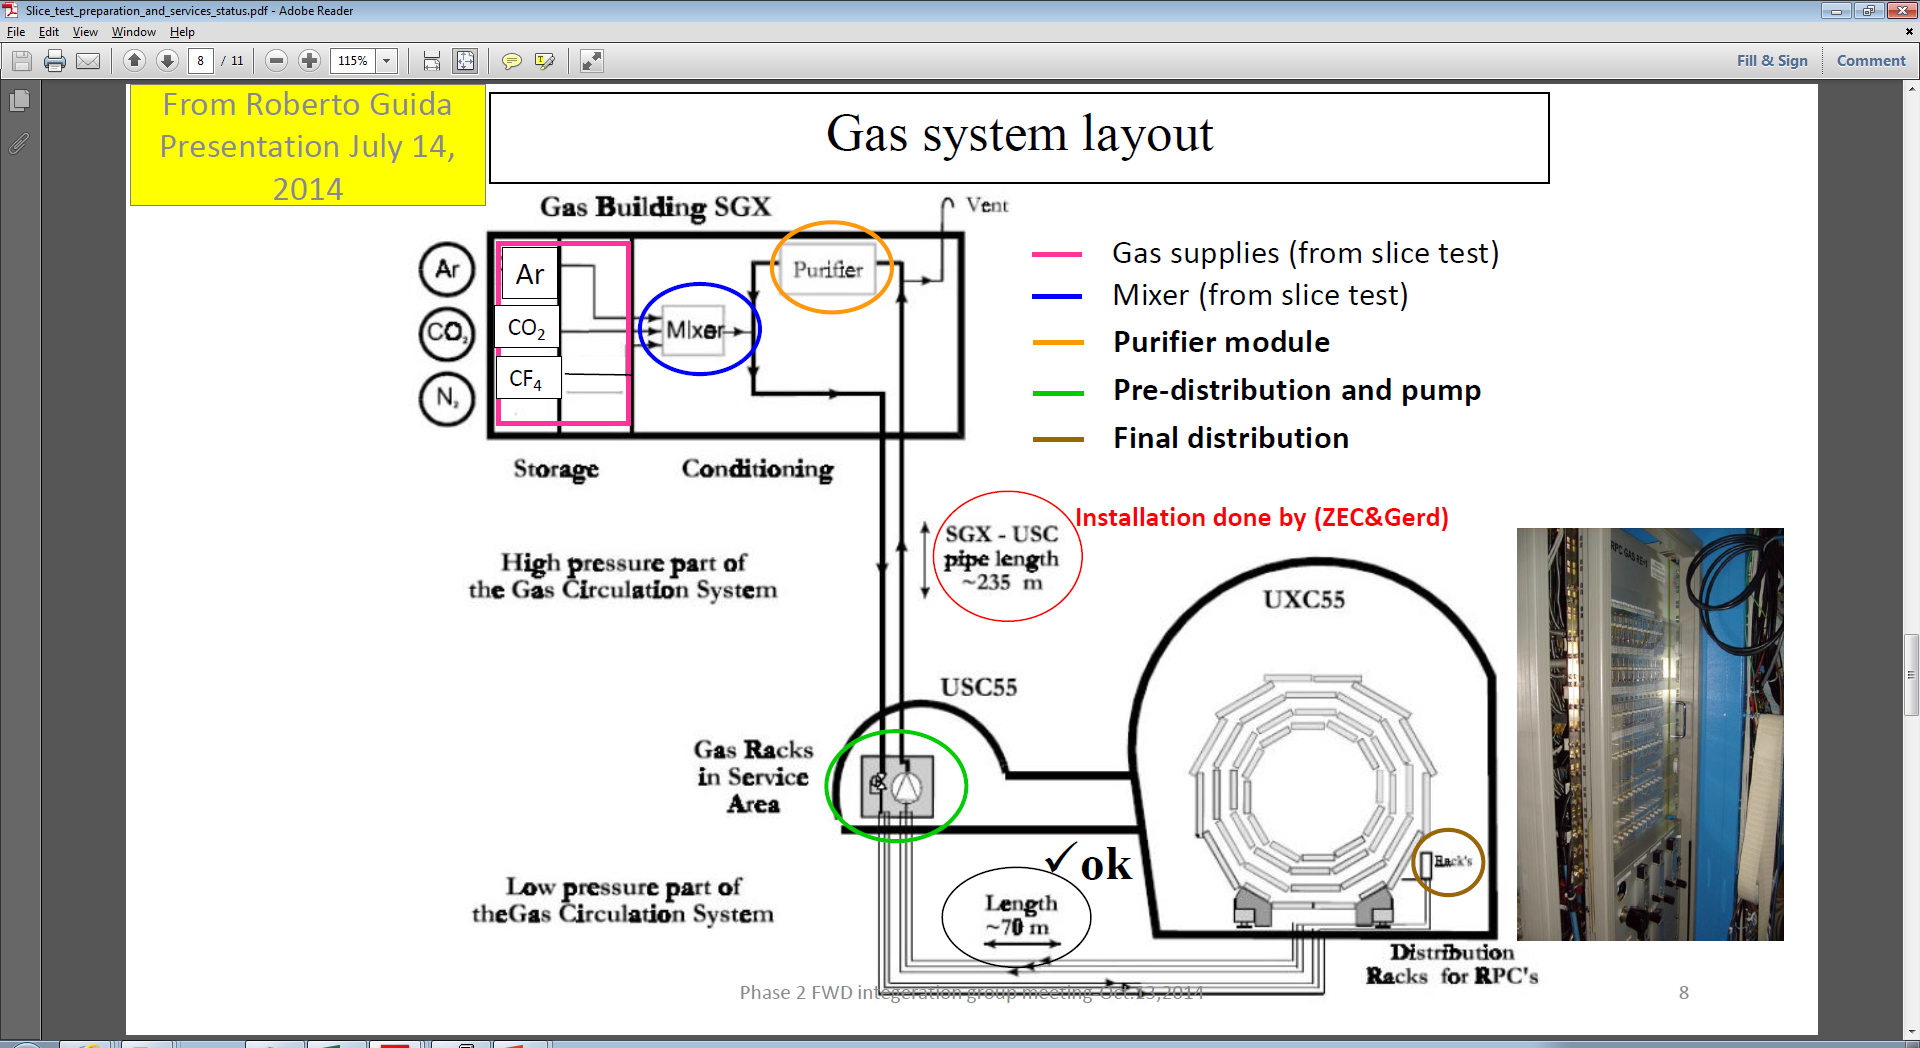 Slice_test_preparation_and_services_status.pdf - Adobe Reader
File Edit View Window Help
8 / 11 115% Fill & Sign Comment
From Roberto Guida
Presentation July 14,
2014
Gas system layout
Gas Building SGX
Vent
Ar
CO₂
N₂
Ar
CO₂
CF₄
Mixer
Purifier
Storage
Conditioning
Gas supplies (from slice test)
Mixer (from slice test)
Purifier module
Pre-distribution and pump
Final distribution
Installation done by (ZEC&Gerd)
SGX - USC
pipe length
~235 m
High pressure part of
the Gas Circulation System
UXC55
RPC GAS RE+1
USC55
Gas Racks
in Service
Area
Rack's
✓ok
Length
~70 m
Low pressure part of
theGas Circulation System
Distribution
Racks for RPC's
Phase 2 FWD integeration group meeting-Oct.13,2014
8